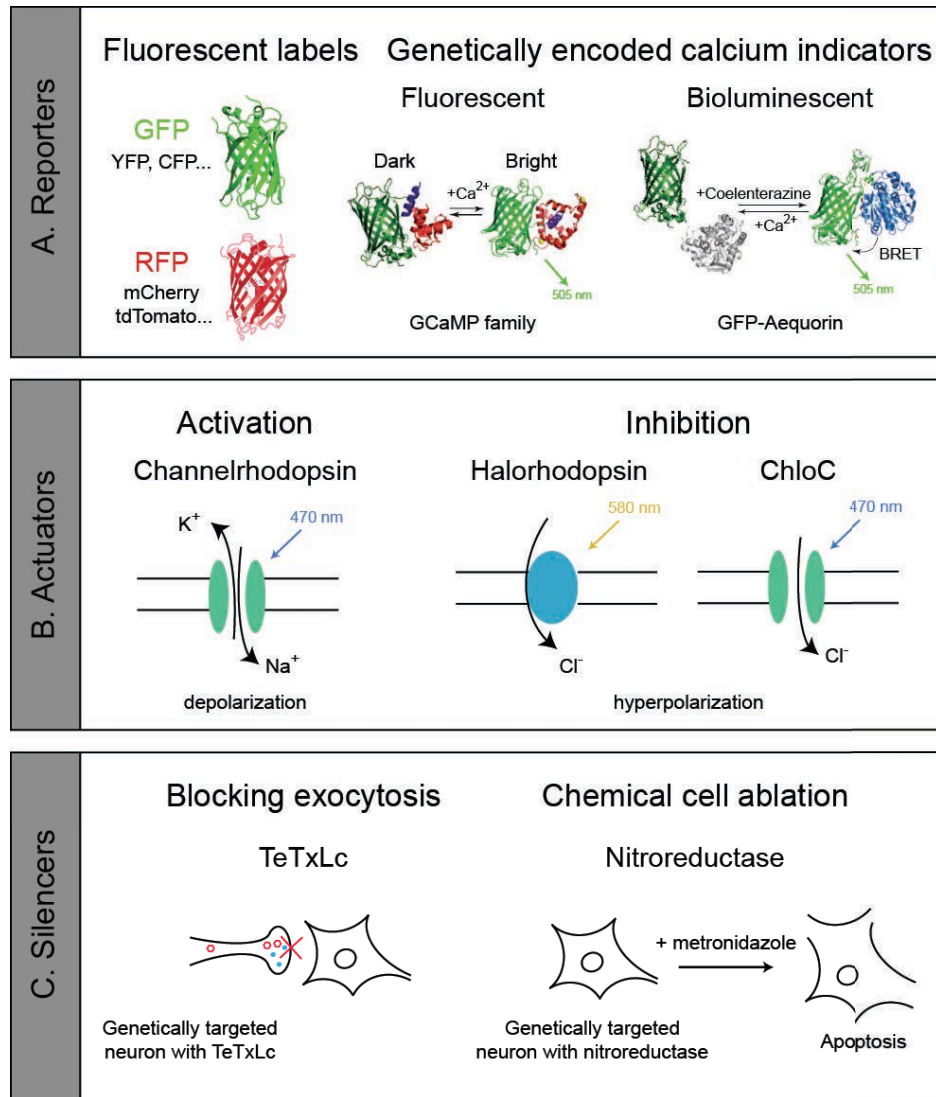 A. Reporters
Fluorescent labels
GFP
YFP, CFP...
RFP
mCherry
tdTomato...
Genetically encoded calcium indicators
Fluorescent
Dark
Bright
+Ca²⁺
505 nm
GCaMP family
Bioluminescent
+Coelenterazine
+Ca²⁺
BRET
505 nm
GFP-Aequorin
B. Actuators
Activation
Channelrhodopsin
K⁺
470 nm
Na⁺
depolarization
Inhibition
Halorhodopsin
580 nm
Cl⁻
ChloC
470 nm
Cl⁻
hyperpolarization
C. Silencers
Blocking exocytosis
TeTxLc
Genetically targeted
neuron with TeTxLc
Chemical cell ablation
Nitroreductase
+ metronidazole
Genetically targeted
neuron with nitroreductase
Apoptosis